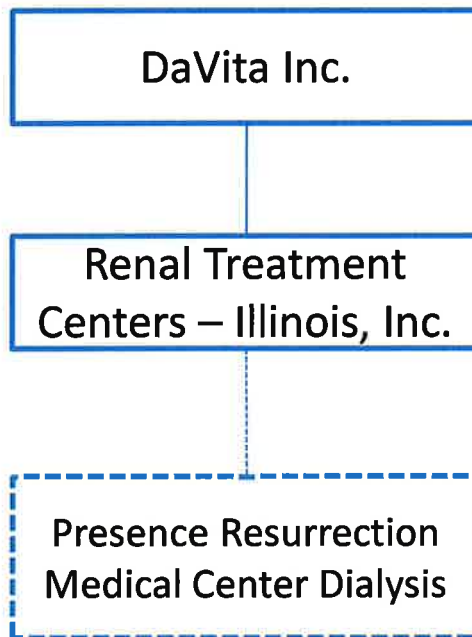 DaVita Inc.
Renal Treatment
Centers – Illinois, Inc.
Presence Resurrection
Medical Center Dialysis